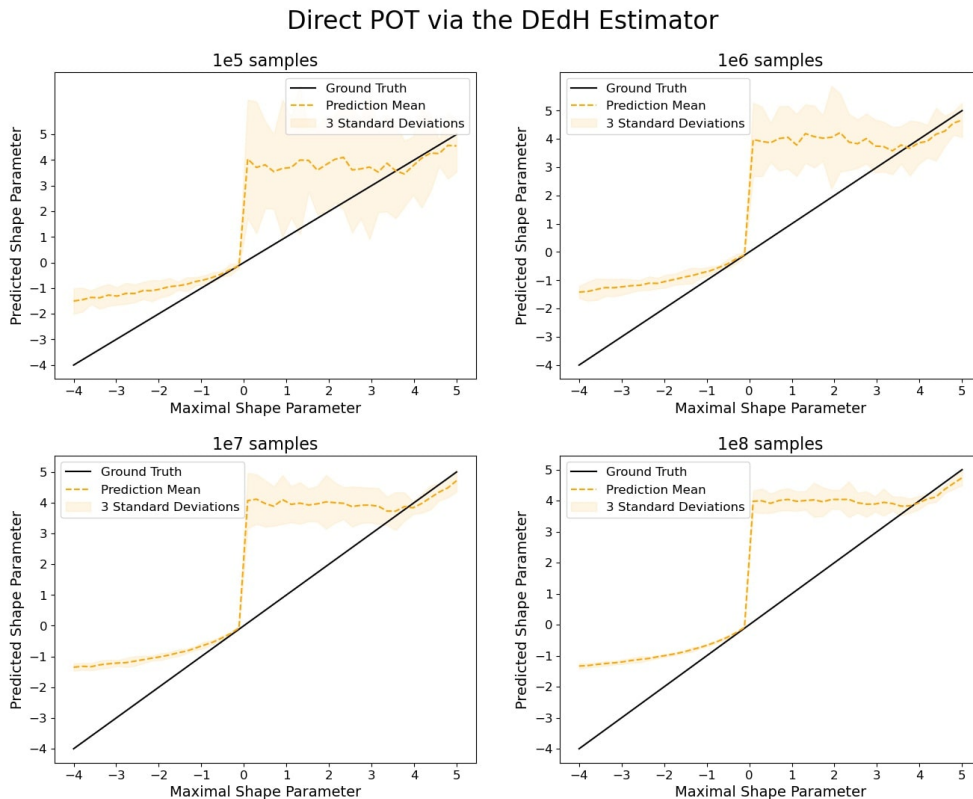 Direct POT via the DEdH Estimator
1e5 samples
Ground Truth
Prediction Mean
3 Standard Deviations
5
4
3
2
1
0
−1
−2
−3
−4
Predicted Shape Parameter
−4 −3 −2 −1 0 1 2 3 4 5
Maximal Shape Parameter
1e6 samples
Ground Truth
Prediction Mean
3 Standard Deviations
5
4
3
2
1
0
−1
−2
−3
−4
Predicted Shape Parameter
−4 −3 −2 −1 0 1 2 3 4 5
Maximal Shape Parameter
1e7 samples
Ground Truth
Prediction Mean
3 Standard Deviations
5
4
3
2
1
0
−1
−2
−3
−4
Predicted Shape Parameter
−4 −3 −2 −1 0 1 2 3 4 5
Maximal Shape Parameter
1e8 samples
Ground Truth
Prediction Mean
3 Standard Deviations
5
4
3
2
1
0
−1
−2
−3
−4
Predicted Shape Parameter
−4 −3 −2 −1 0 1 2 3 4 5
Maximal Shape Parameter